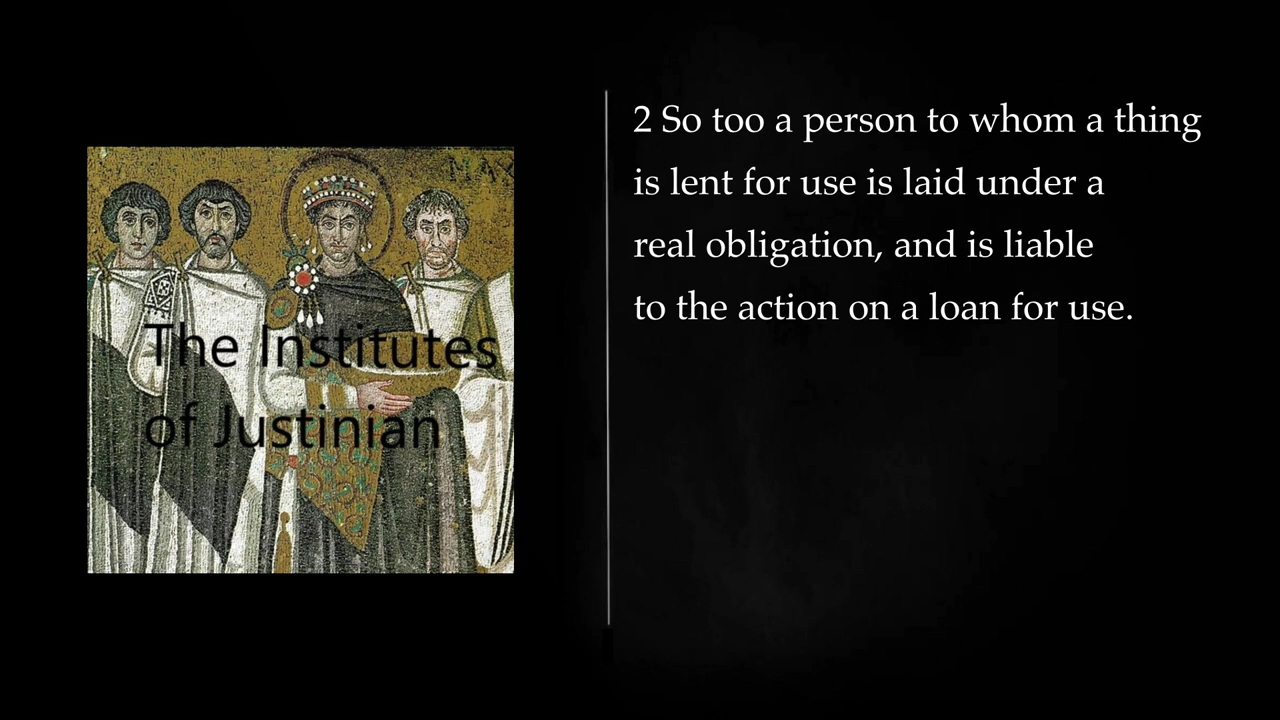 MAX
The Institutes
of Justinian
2 So too a person to whom a thing
is lent for use is laid under a
real obligation, and is liable
to the action on a loan for use.